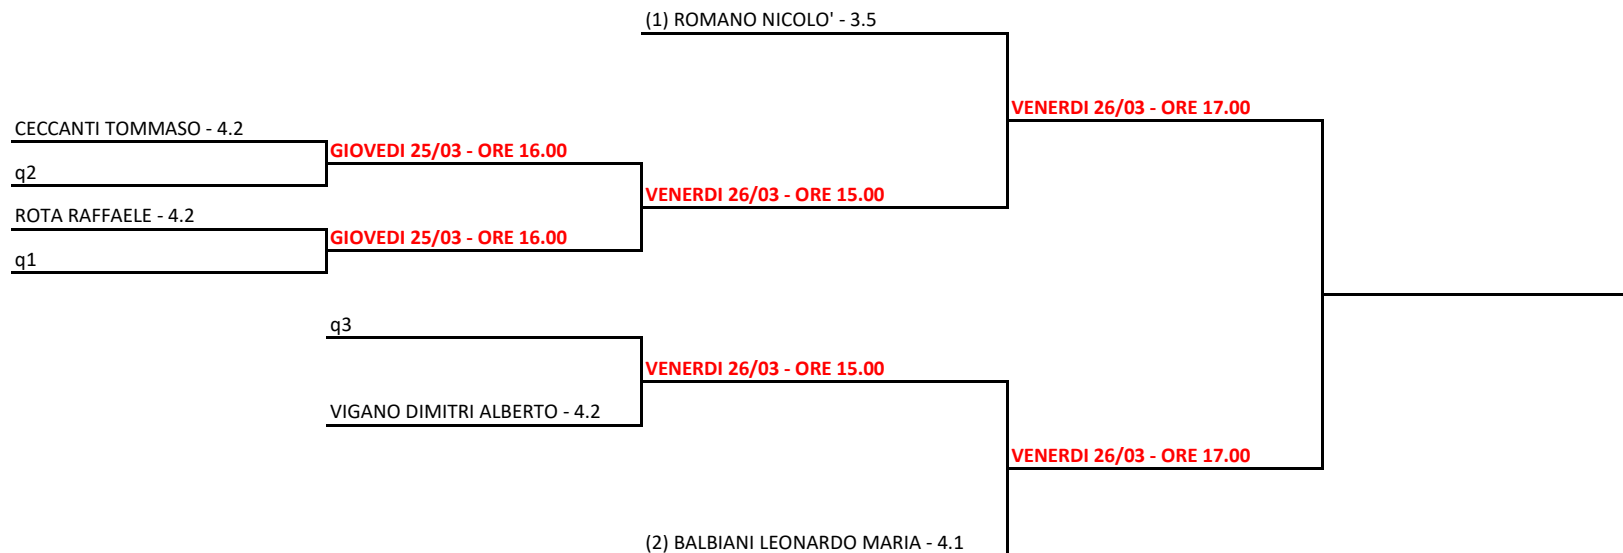 (1) ROMANO NICOLO' - 3.5
VENERDI 26/03 - ORE 17.00
CECCANTI TOMMASO - 4.2
GIOVEDI 25/03 - ORE 16.00
q2
VENERDI 26/03 - ORE 15.00
ROTA RAFFAELE - 4.2
GIOVEDI 25/03 - ORE 16.00
q1
q3
VENERDI 26/03 - ORE 15.00
VIGANO DIMITRI ALBERTO - 4.2
VENERDI 26/03 - ORE 17.00
(2) BALBIANI LEONARDO MARIA - 4.1